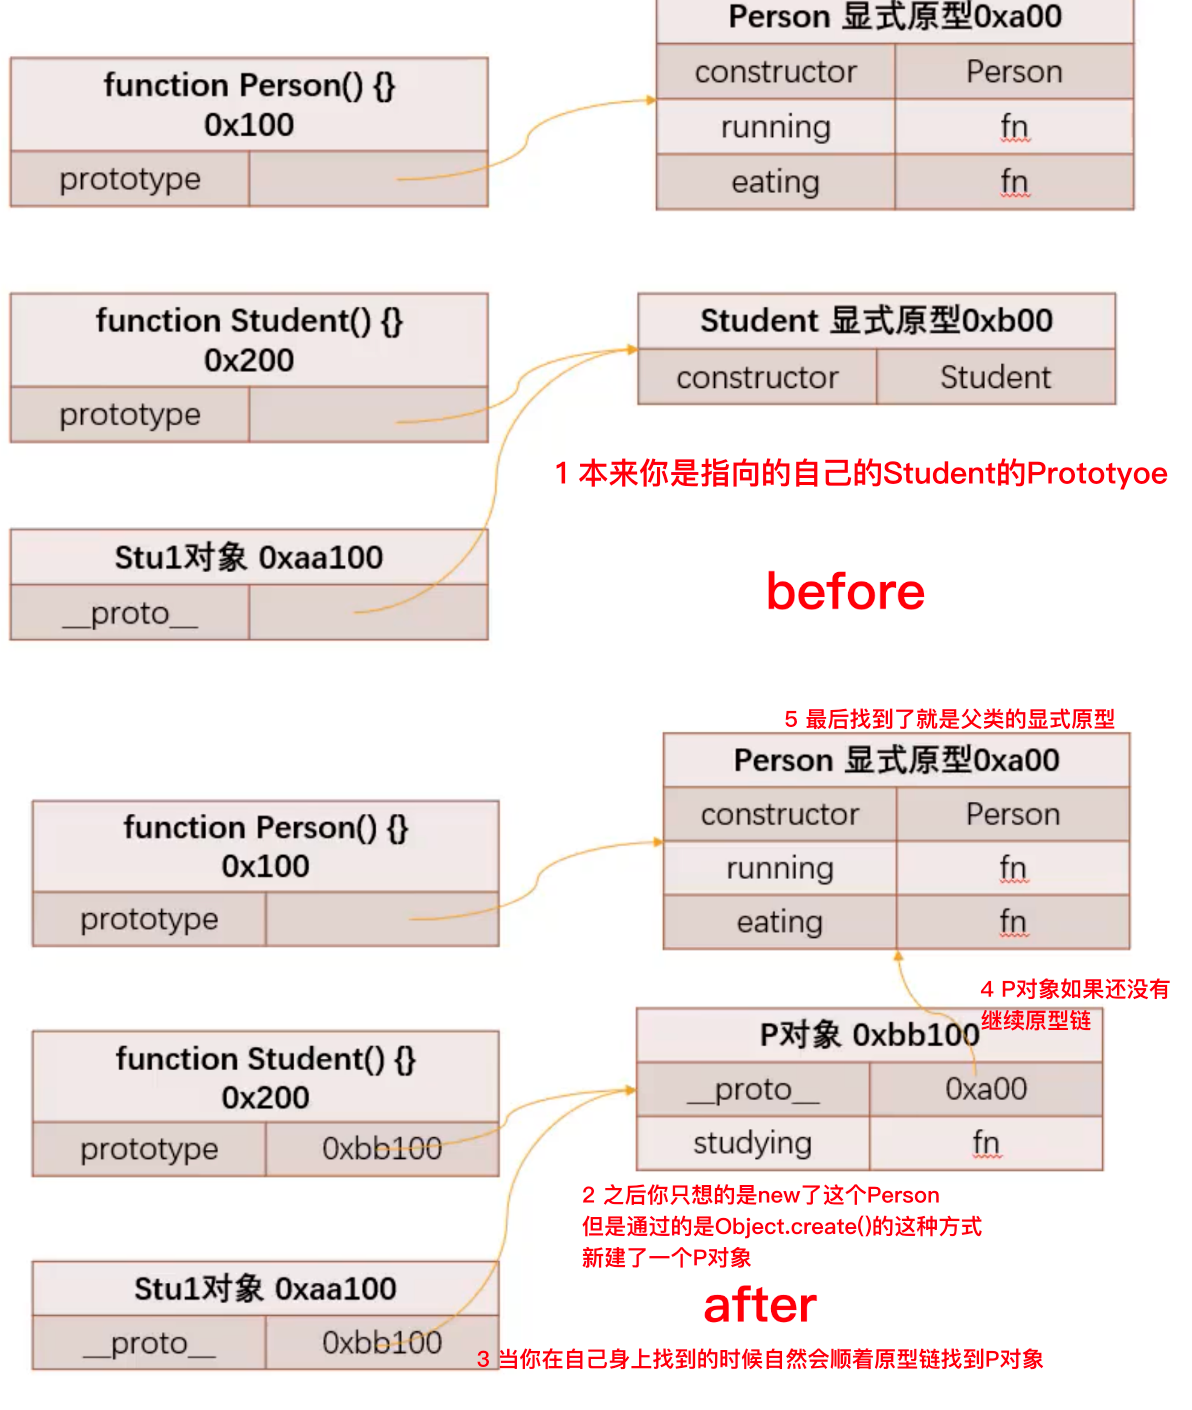 Person 显式原型0xa00
constructor Person
running fn
eating fn
function Person() {}
0x100
prototype
function Student() {}
0x200
prototype
Student 显式原型0xb00
constructor Student
1 本来你是指向的自己的Student的Prototyoe
Stu1对象 0xaa100
__proto__
before
5 最后找到了就是父类的显式原型
Person 显式原型0xa00
constructor Person
running fn
eating fn
function Person() {}
0x100
prototype
4 P对象如果还没有
继续原型链
P对象 0xbb100
__proto__ 0xa00
studying fn
function Student() {}
0x200
prototype 0xbb100
2 之后你只想的是new了这个Person
但是通过的是Object.create()的这种方式
新建了一个P对象
Stu1对象 0xaa100
__proto__ 0xbb100
after
3 当你在自己身上找到的时候自然会顺着原型链找到P对象